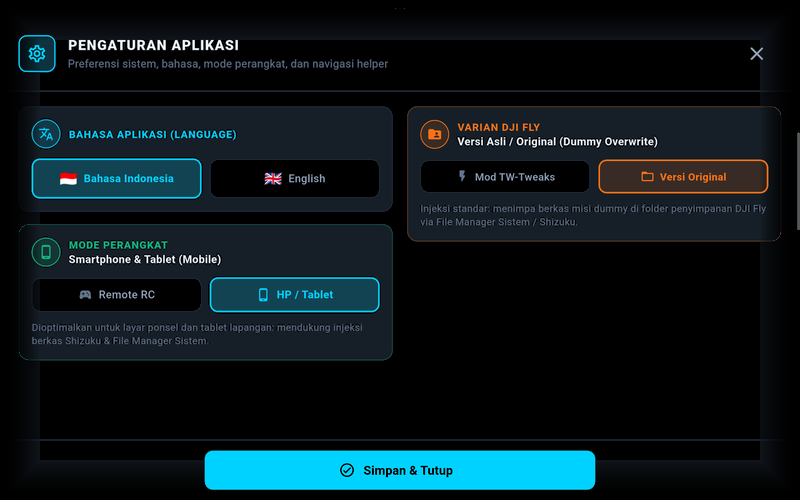 PENGATURAN APLIKASI
Preferensi sistem, bahasa, mode perangkat, dan navigasi helper
BAHASA APLIKASI (LANGUAGE)
Bahasa Indonesia
English
MODE PERANGKAT
Smartphone & Tablet (Mobile)
Remote RC
HP / Tablet
Dioptimalkan untuk layar ponsel dan tablet lapangan: mendukung injeksi
berkas Shizuku & File Manager Sistem.
VARIAN DJI FLY
Versi Asli / Original (Dummy Overwrite)
Mod TW-Tweaks
Versi Original
Injeksi standar: menimpa berkas misi dummy di folder penyimpanan DJI Fly
via File Manager Sistem / Shizuku.
Simpan & Tutup